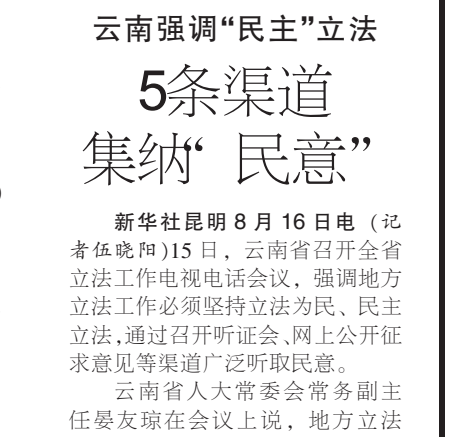 云南强调“民主”立法
5条渠道
集纳“民意”
新华社昆明8月16日电（记
者伍晓阳)15日，云南省召开全省
立法工作电视电话会议，强调地方
立法工作必须坚持立法为民、民主
立法,通过召开听证会、网上公开征
求意见等渠道广泛听取民意。
云南省人大常委会常务副主
任晏友琼在会议上说，地方立法